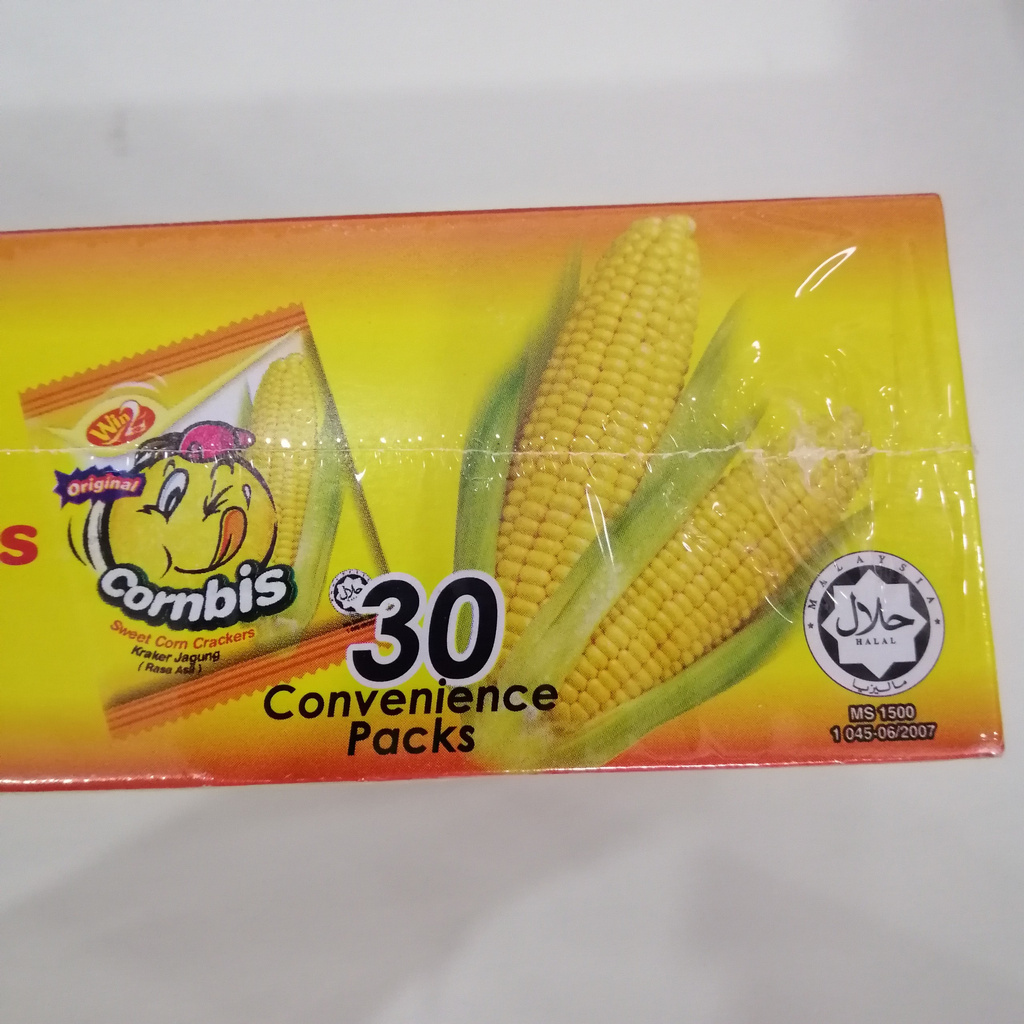 s
Win2
Original
Cornbis
Sweet Corn Crackers
Kraker Jagung
(Rasa Asli)
30
Convenience
Packs
MALAYSIA
حلال
HALAL
ماليزيا
MS 1500
1 045-06/2007
حلال